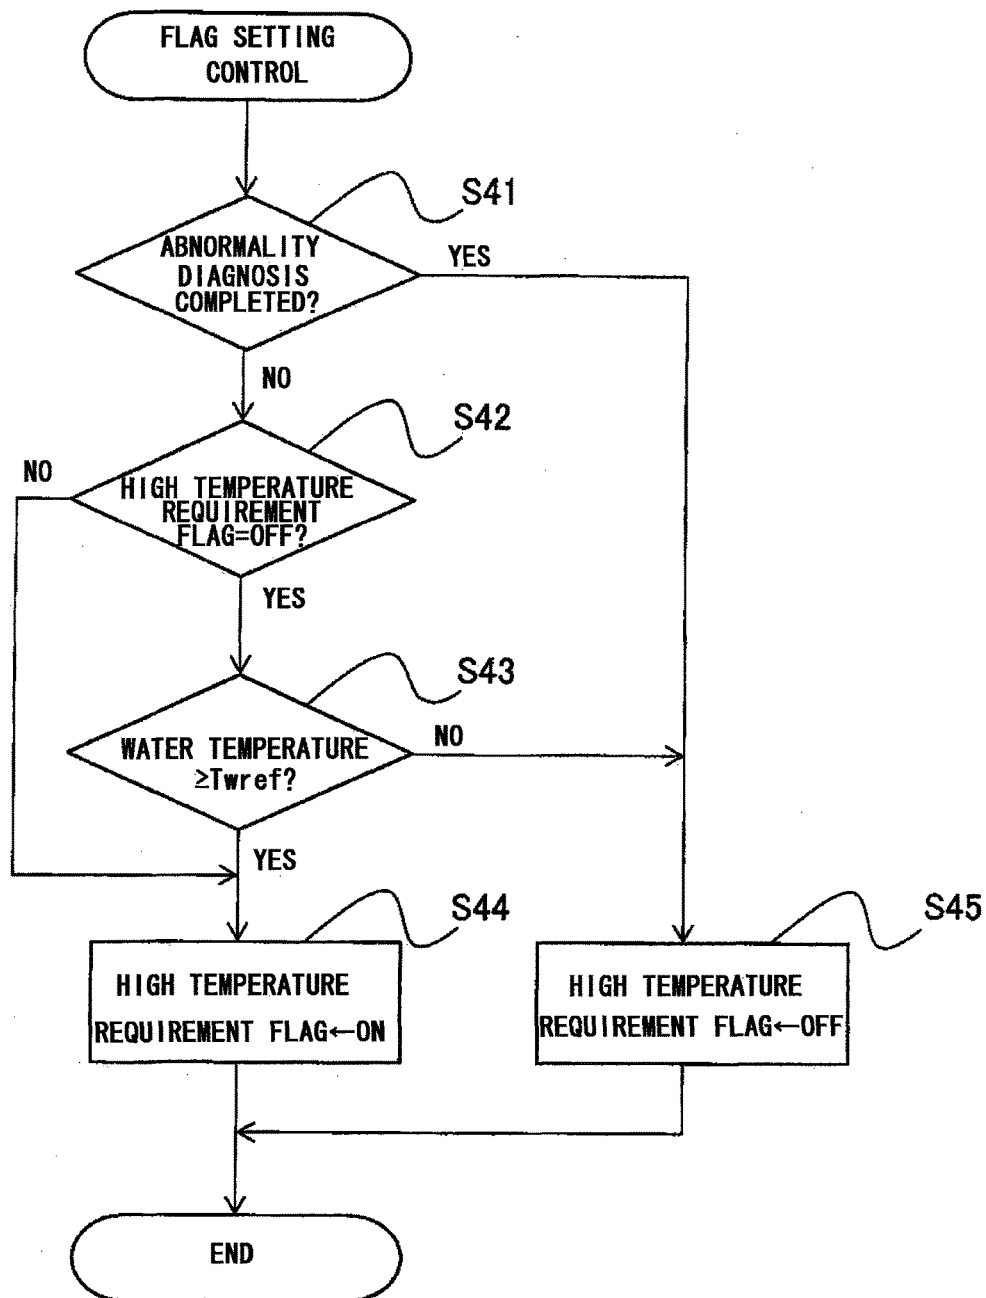 FLAG SETTING
CONTROL
S41
ABNORMALITY
DIAGNOSIS
COMPLETED?
YES
NO
S42
NO
HIGH TEMPERATURE
REQUIREMENT
FLAG=OFF?
YES
S43
WATER TEMPERATURE
≥Twref?
NO
YES
S44
S45
HIGH TEMPERATURE
REQUIREMENT FLAG←ON
HIGH TEMPERATURE
REQUIREMENT FLAG←OFF
END